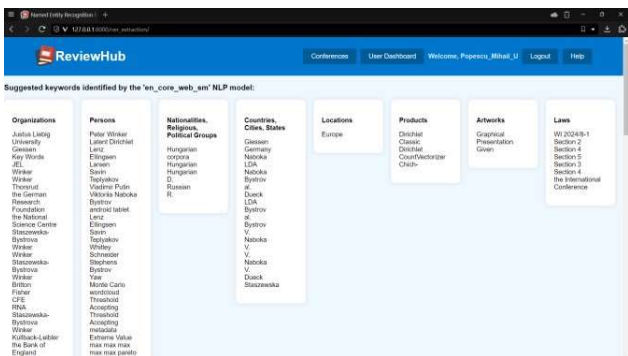 Named Entity Recognition
127.0.0.1:8000/ner_extraction/
ReviewHub
Conferences
User Dashboard
Welcome, Popescu_Mihail_U
Logout
Help
Suggested keywords identified by the 'en_core_web_sm' NLP model:
Organizations
Justus Liebig
University
Giessen
Key Words
JEL
Winker
Winker
Thorsrud
the German
Research
Foundation
the National
Science Centre
Staszewska-
Bystrova
Winker
Winker
Staszewska-
Bystrova
Winker
Britton
Fisher
CFE
RNA
Staszewska-
Bystrova
Winker
Kullback-Leibler
the Bank of
England
Persons
Peter Winker
Latent Dirichlet
Lenz
Ellingsen
Larsen
Savin
Teplyakov
Vladimir Putin
Viktoriia Naboka
Bystrov
android tablet
Lenz
Ellingsen
Savin
Teplyakov
Whitley
Schneider
Stephens
Bystrov
Yaw
Monte Carlo
wordcloud
Threshold
Accepting
Threshold
Accepting
metadata
Extreme Value
max max max
max max pareto
Nationalities,
Religious,
Political Groups
Hungarian
corpora
Hungarian
Hungarian
D.
Russian
R.
Countries,
Cities, States
Giessen
Germany
Naboka
LDA
Naboka
Bystrov
al.
Dueck
LDA
Bystrov
al.
Bystrov
V.
Naboka
V.
V.
Naboka
V.
Dueck
Staszewska
Locations
Europe
Products
Dirichlet
Classic
Dirichlet
CountVectorizer
Chich-
Artworks
Graphical
Presentation
Given
Laws
WI 2024/8-1
Section 2
Section 4
Section 5
Section 3
Section 4
the International
Conference